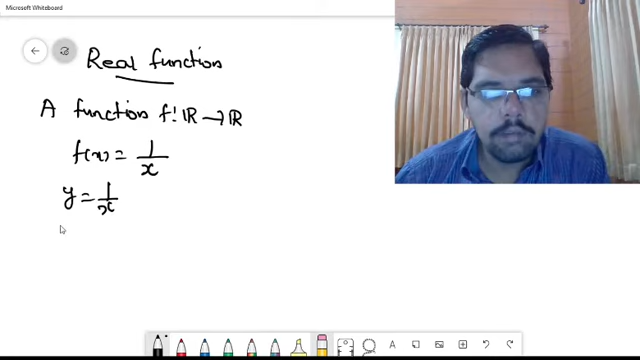 Microsoft Whiteboard
Real function
A function f: ℝ → ℝ
f(x) = 1/x
y = 1/x
A